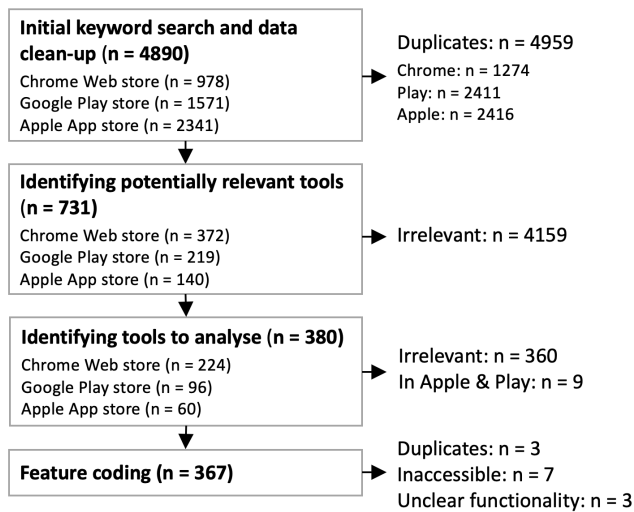 Initial keyword search and data
clean-up (n = 4890)
Chrome Web store (n = 978)
Google Play store (n = 1571)
Apple App store (n = 2341)
Duplicates: n = 4959
Chrome: n = 1274
Play: n = 2411
Apple: n = 2416
Identifying potentially relevant tools
(n = 731)
Chrome Web store (n = 372)
Google Play store (n = 219)
Apple App store (n = 140)
Irrelevant: n = 4159
Identifying tools to analyse (n = 380)
Chrome Web store (n = 224)
Google Play store (n = 96)
Apple App store (n = 60)
Irrelevant: n = 360
In Apple & Play: n = 9
Feature coding (n = 367)
Duplicates: n = 3
Inaccessible: n = 7
Unclear functionality: n = 3